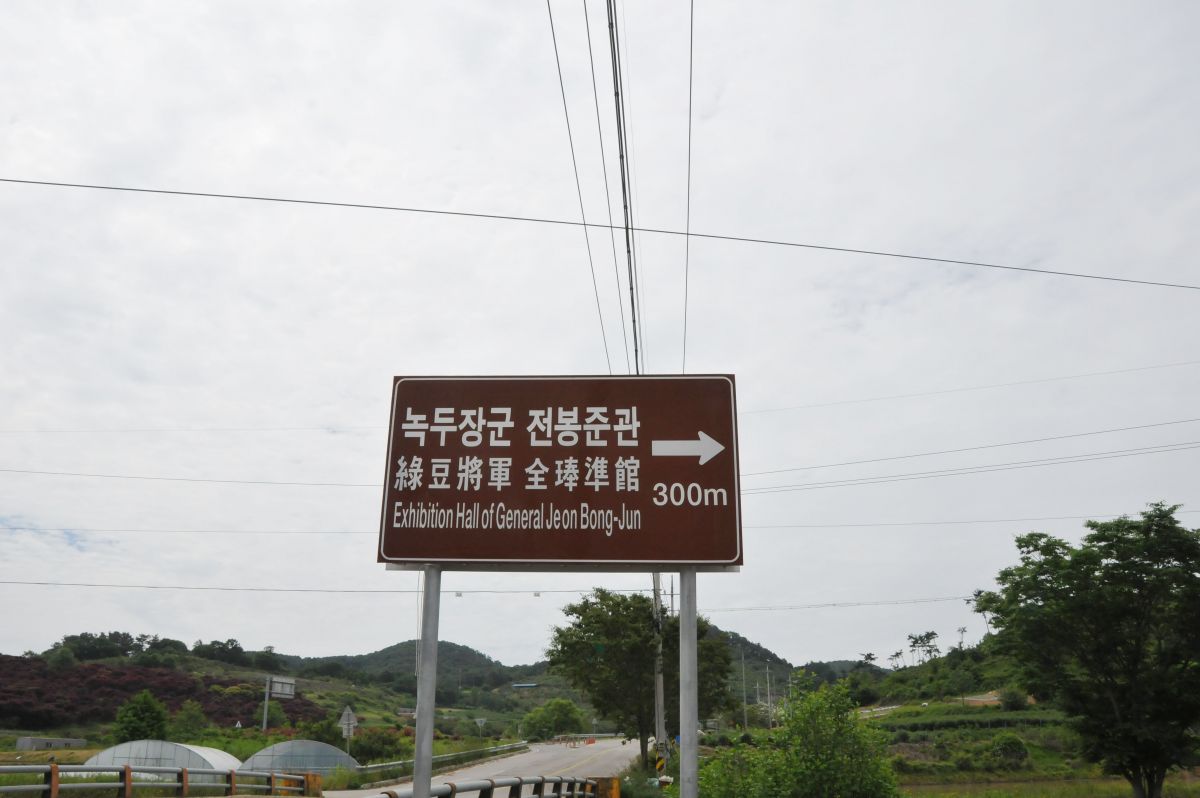 녹두장군 전봉준관
綠豆將軍 全琫準館
Exhibition Hall of General Jeon Bong-Jun
300m